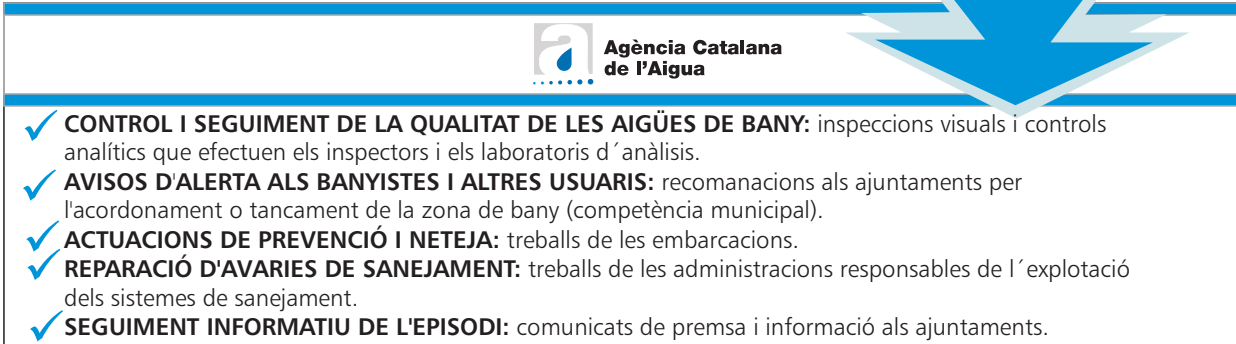 Agència Catalana
de l'Aigua
CONTROL I SEGUIMENT DE LA QUALITAT DE LES AIGÜES DE BANY: inspeccions visuals i controls
analítics que efectuen els inspectors i els laboratoris d´anàlisis.
AVISOS D'ALERTA ALS BANYISTES I ALTRES USUARIS: recomanacions als ajuntaments per
l'acordonament o tancament de la zona de bany (competència municipal).
ACTUACIONS DE PREVENCIÓ I NETEJA: treballs de les embarcacions.
REPARACIÓ D'AVARIES DE SANEJAMENT: treballs de les administracions responsables de l´explotació
dels sistemes de sanejament.
SEGUIMENT INFORMATIU DE L'EPISODI: comunicats de premsa i informació als ajuntaments.